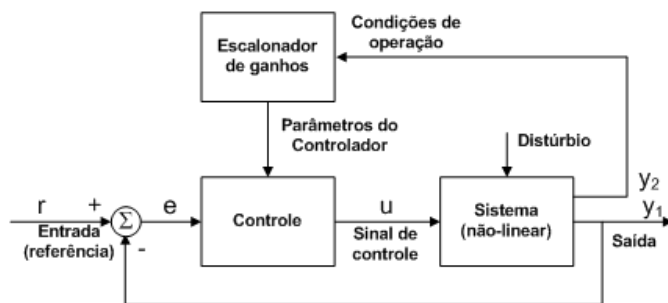 Condições de
operação
Escalonador
de ganhos
Parâmetros do
Controlador
Distúrbio
y2
y1
r
+
Σ
e
Controle
u
Sistema
(não-linear)
Entrada
(referência)
-
Sinal de
controle
Saída